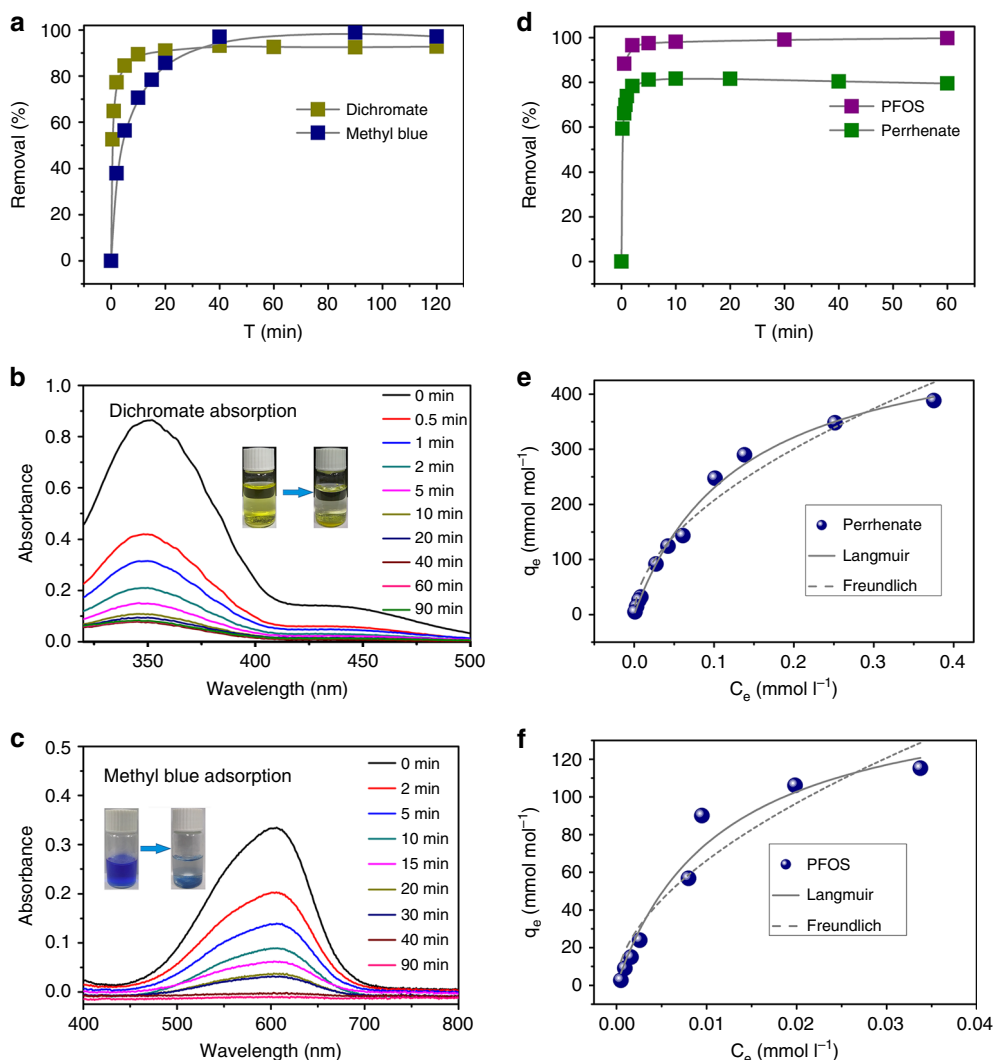 a
100
80
60
40
20
0
Removal (%)
Dichromate
Methyl blue
0 20 40 60 80 100 120
T (min)
d
100
80
60
40
20
0
Removal (%)
PFOS
Perrhenate
0 10 20 30 40 50 60
T (min)
b
1.0
0.8
0.6
0.4
0.2
0.0
Absorbance
Dichromate absorption
0 min
0.5 min
1 min
2 min
5 min
10 min
20 min
40 min
60 min
90 min
350 400 450 500
Wavelength (nm)
e
400
300
200
100
0
qₑ (mmol mol⁻¹)
Perrhenate
Langmuir
Freundlich
0.0 0.1 0.2 0.3 0.4
Cₑ (mmol l⁻¹)
c
0.5
0.4
0.3
0.2
0.1
0.0
Absorbance
Methyl blue adsorption
0 min
2 min
5 min
10 min
15 min
20 min
30 min
40 min
90 min
400 500 600 700 800
Wavelength (nm)
f
120
100
80
60
40
20
0
qₑ (mmol mol⁻¹)
PFOS
Langmuir
Freundlich
0.00 0.01 0.02 0.03 0.04
Cₑ (mmol l⁻¹)